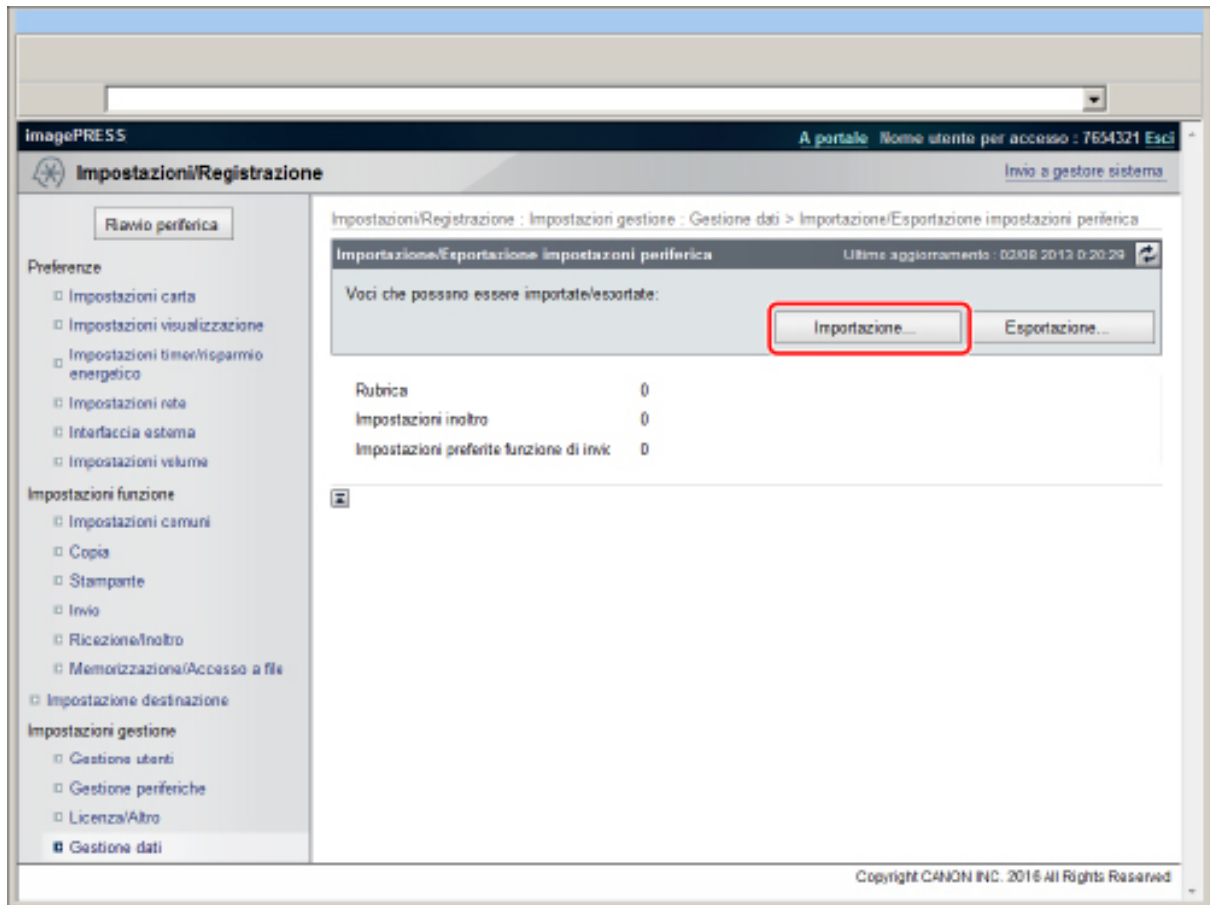 imagePRESS
A portale Nome utente per accesso : 7654321 Esci
Impostazioni/Registrazione
Invio a gestore sistema
Riavvio periferica
Preferenze
Impostazioni carta
Impostazioni visualizzazione
Impostazioni timer/risparmio
energetico
Impostazioni rete
Interfaccia esterna
Impostazioni volume
Impostazioni funzione
Impostazioni comuni
Copia
Stampante
Invio
Ricezione/Inoltro
Memorizzazione/Accesso a file
Impostazione destinazione
Impostazioni gestione
Gestione utenti
Gestione periferiche
Licenza/Altro
Gestione dati
Impostazioni/Registrazione : Impostazioni gestione : Gestione dati > Importazione/Esportazione impostazioni periferica
Importazione/Esportazione impostazoni periferica
Ultimo aggiornamento : 02/08 2013 0:20:29
Voci che possono essere importate/esportate:
Importazione...
Esportazione...
Rubrica 0
Impostazioni inoltro 0
Impostazioni preferite funzione di invic 0
Copyright CANON INC. 2016 All Rights Reserved